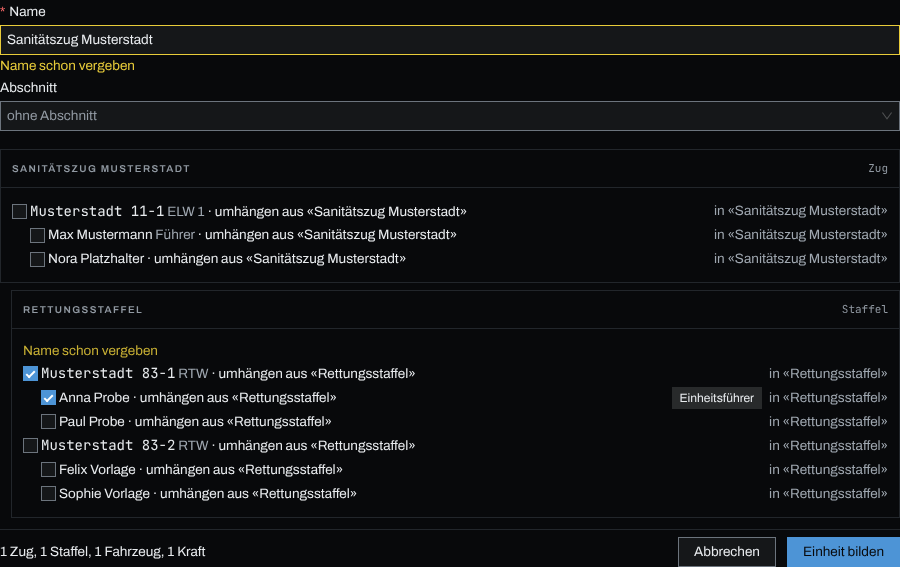 * Name
Sanitätszug Musterstadt
Name schon vergeben
Abschnitt
ohne Abschnitt
SANITÄTSZUG MUSTERSTADT Zug
Musterstadt 11-1 ELW 1 · umhängen aus «Sanitätszug Musterstadt» in «Sanitätszug Musterstadt»
Max Mustermann Führer · umhängen aus «Sanitätszug Musterstadt» in «Sanitätszug Musterstadt»
Nora Platzhalter · umhängen aus «Sanitätszug Musterstadt» in «Sanitätszug Musterstadt»
RETTUNGSSTAFFEL Staffel
Name schon vergeben
Musterstadt 83-1 RTW · umhängen aus «Rettungsstaffel» in «Rettungsstaffel»
Anna Probe · umhängen aus «Rettungsstaffel» Einheitsführer in «Rettungsstaffel»
Paul Probe · umhängen aus «Rettungsstaffel» in «Rettungsstaffel»
Musterstadt 83-2 RTW · umhängen aus «Rettungsstaffel» in «Rettungsstaffel»
Felix Vorlage · umhängen aus «Rettungsstaffel» in «Rettungsstaffel»
Sophie Vorlage · umhängen aus «Rettungsstaffel» in «Rettungsstaffel»
1 Zug, 1 Staffel, 1 Fahrzeug, 1 Kraft Abbrechen Einheit bilden